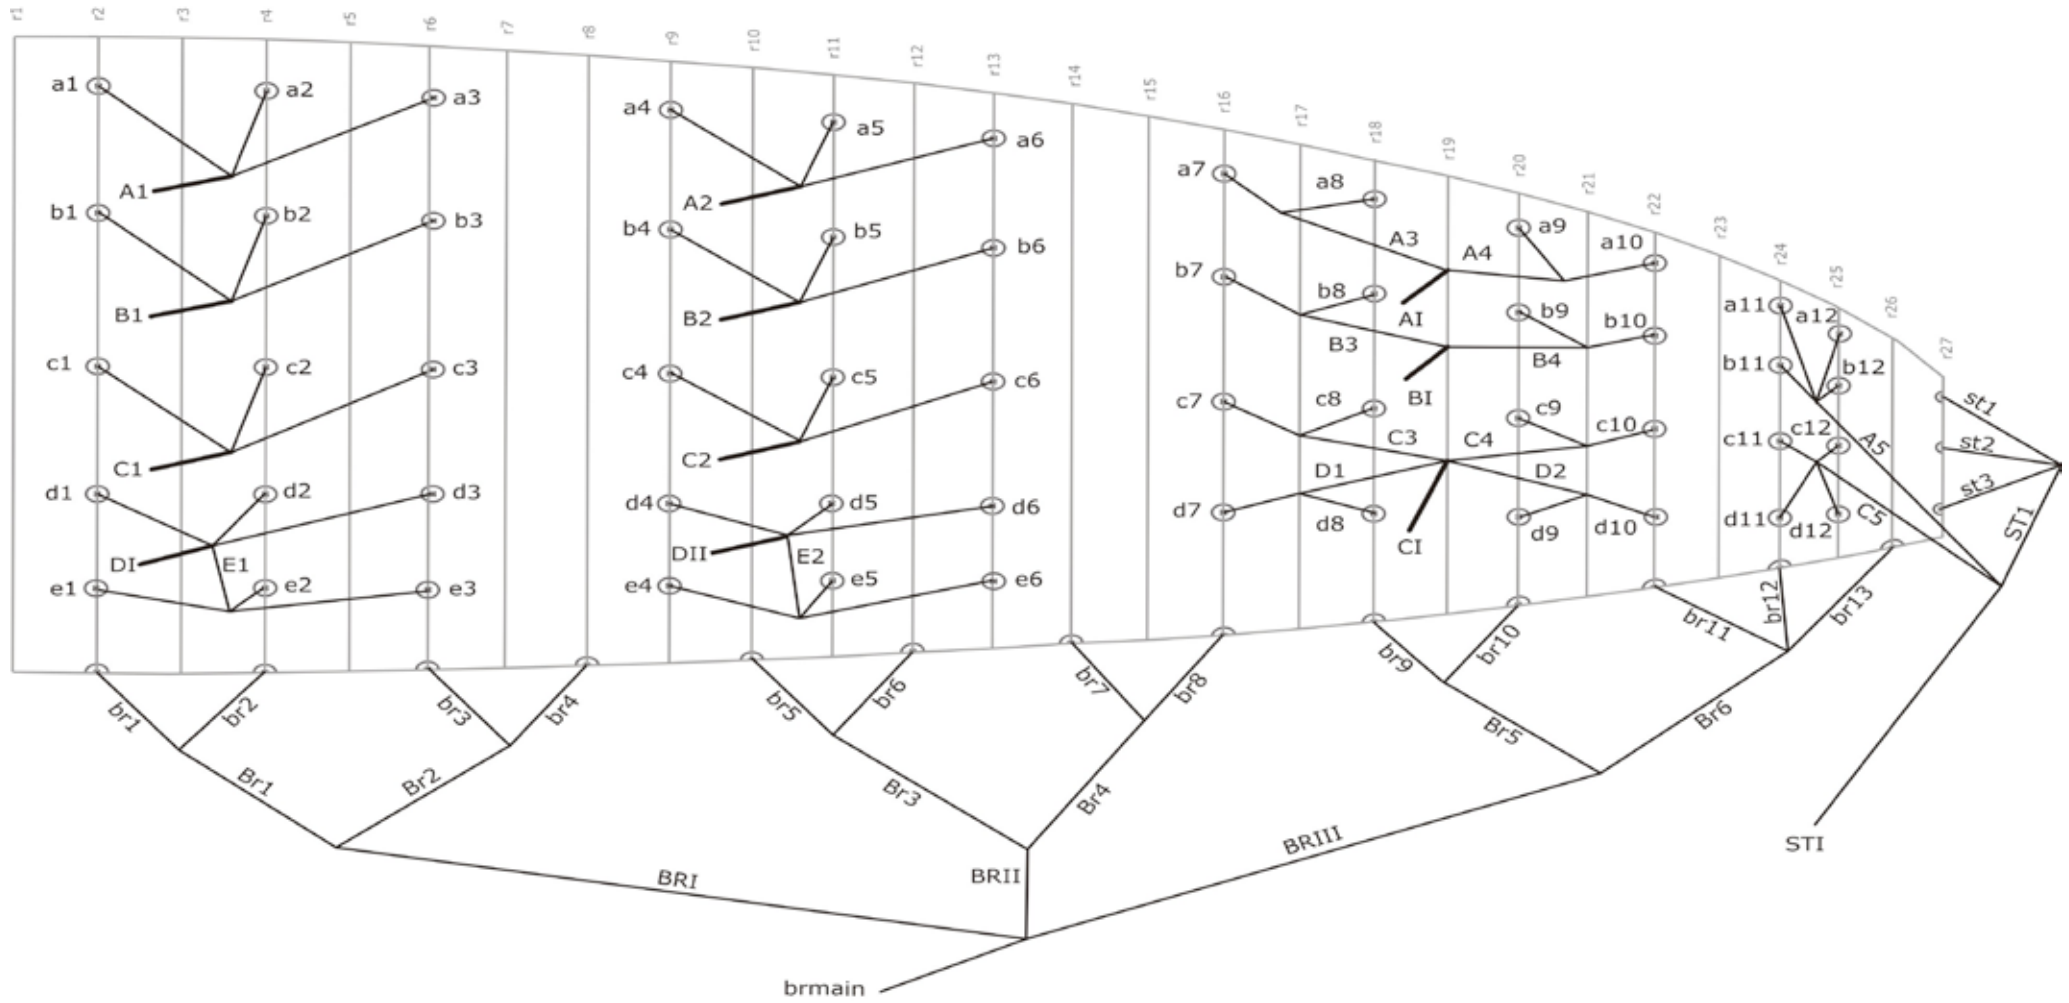 r1 r2 r3 r4 r5 r6 r7 r8 r9 r10 r11 r12 r13 r14 r15 r16 r17 r18 r19 r20 r21 r22 r23 r24 r25 r26 r27
a1 a2 a3 a4 a5 a6 a7 a8 a9 a10 a11 a12
A1 A2 A3 A4 A5
AI
b1 b2 b3 b4 b5 b6 b7 b8 b9 b10 b11 b12
B1 B2 B3 B4
BI
c1 c2 c3 c4 c5 c6 c7 c8 c9 c10 c11 c12
C1 C2 C3 C4 C5
CI
d1 d2 d3 d4 d5 d6 d7 d8 d9 d10 d11 d12
DI DII D1 D2
E1 E2
e1 e2 e3 e4 e5 e6
st1
st2
st3
ST1
STI
br1 br2 br3 br4 br5 br6 br7 br8 br9 br10 br11 br12 br13
Br1 Br2 Br3 Br4 Br5 Br6
BRI BRII BRIII
brmain